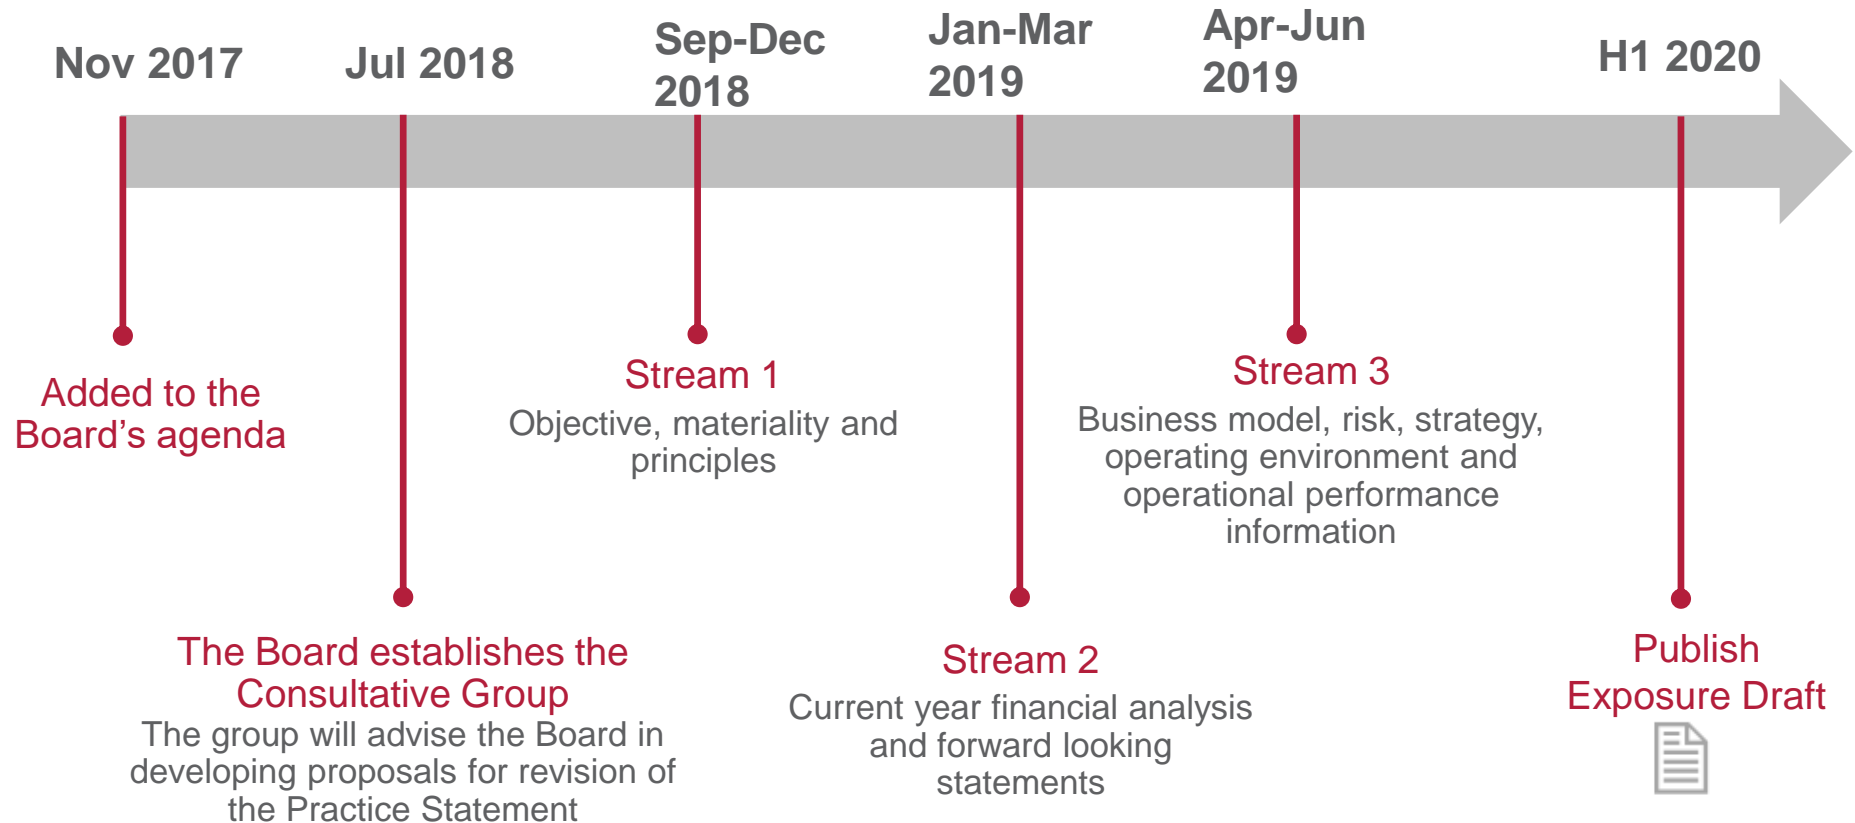 Nov 2017
Jul 2018
Sep-Dec
2018
Jan-Mar
2019
Apr-Jun
2019
H1 2020
Added to the
Board’s agenda
The Board establishes the
Consultative Group
The group will advise the Board in
developing proposals for revision of
the Practice Statement
Stream 1
Objective, materiality and
principles
Stream 2
Current year financial analysis
and forward looking
statements
Stream 3
Business model, risk, strategy,
operating environment and
operational performance
information
Publish
Exposure Draft